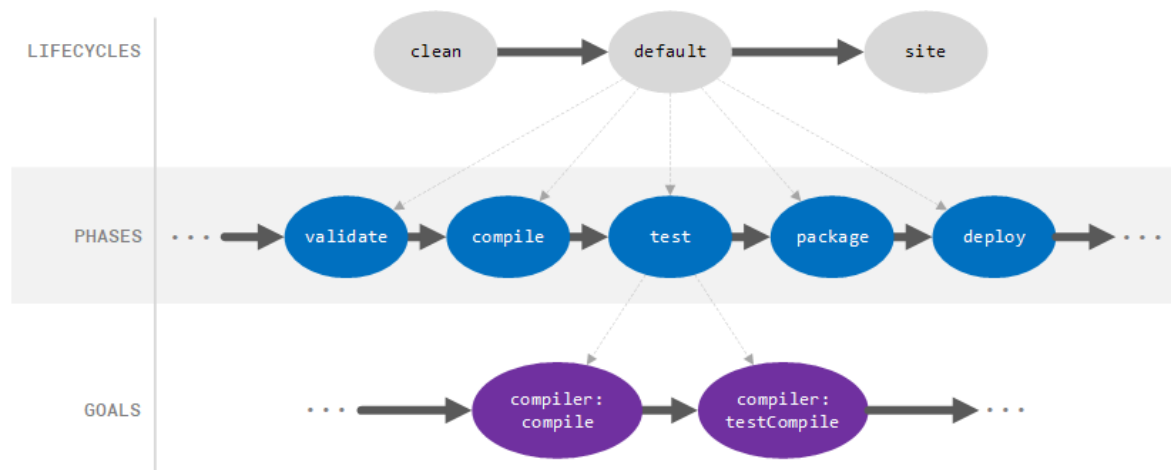 LIFECYCLES
clean
default
site
PHASES
...
validate
compile
test
package
deploy
...
GOALS
...
compiler:
compile
compiler:
testCompile
...